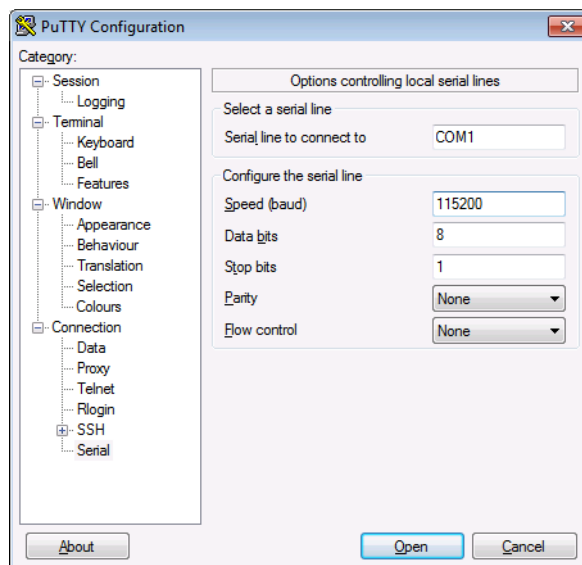 PuTTY Configuration
Category:
Session
Logging
Terminal
Keyboard
Bell
Features
Window
Appearance
Behaviour
Translation
Selection
Colours
Connection
Data
Proxy
Telnet
Rlogin
SSH
Serial
Options controlling local serial lines
Select a serial line
Serial line to connect to COM1
Configure the serial line
Speed (baud) 115200
Data bits 8
Stop bits 1
Parity None
Flow control None
About Open Cancel